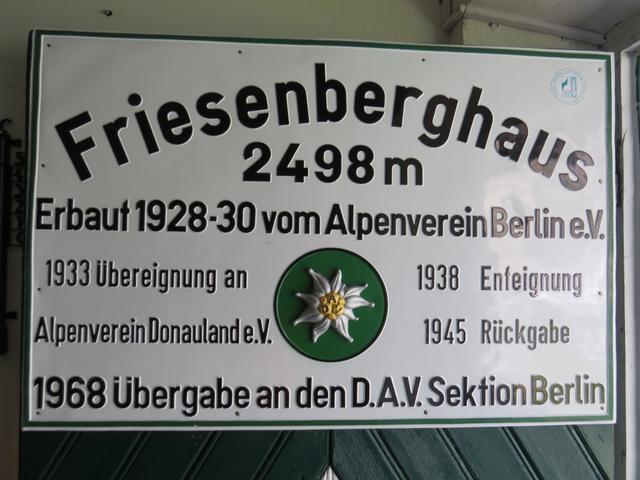 Friesenberghaus
2498 m
Erbaut 1928-30 vom Alpenverein Berlin e.V.
1933 Übereignung an
Alpenverein Donauland e.V.
1938 Enteignung
1945 Rückgabe
1968 Übergabe an den D.A.V. Sektion Berlin